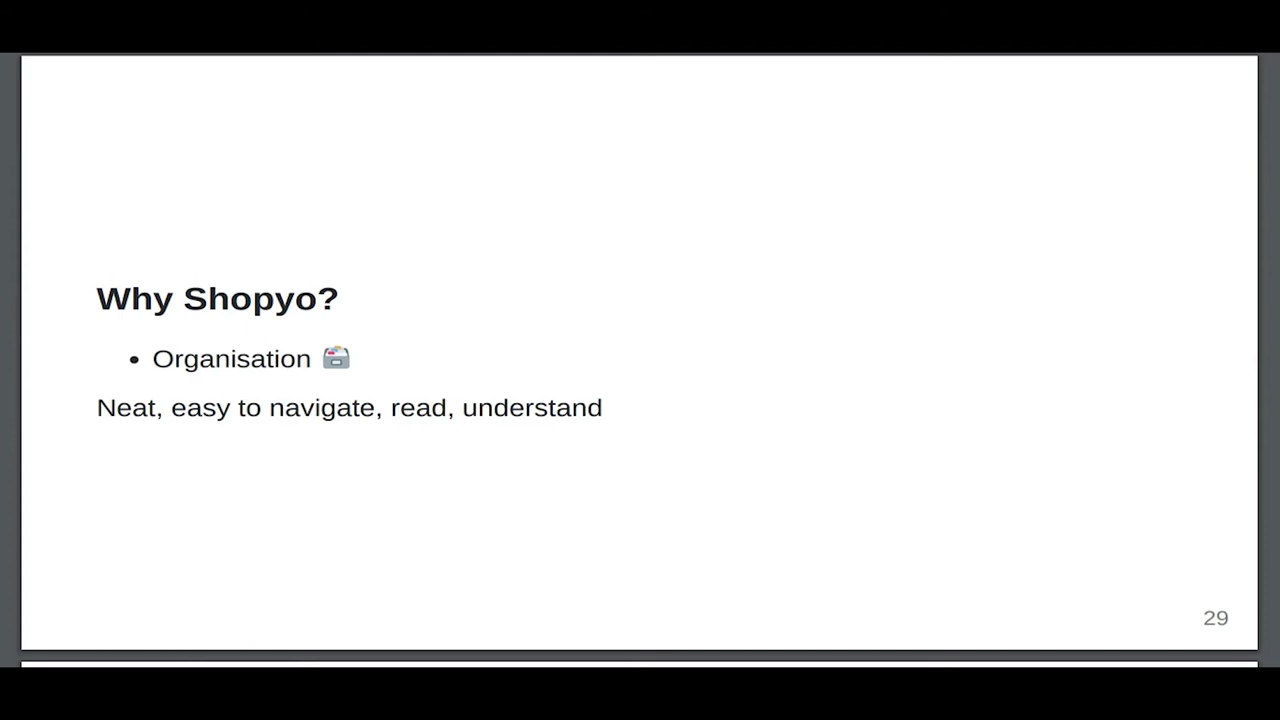 Why Shopyo?
• Organisation 🗃️
Neat, easy to navigate, read, understand
29